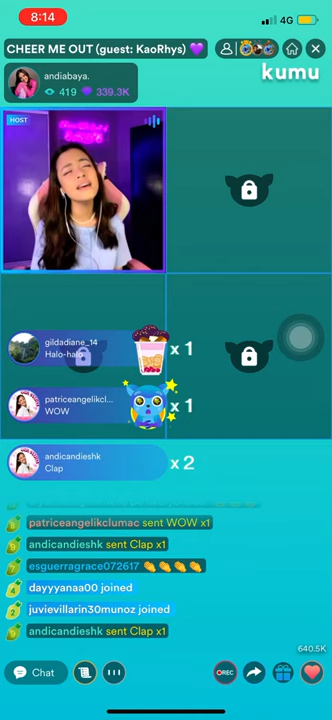 8:14
4G
CHEER ME OUT (guest: KaoRhys) 💜
kumu
andiabaya.
419 339.3K
HOST
gildadiane_14
Halo-halo
x 1
patriceangelikcl...
WOW
x 1
andicandieshk
Clap
x 2
patriceangelikclumac sent WOW x1
andicandieshk sent Clap x1
esguerragrace072617 👏👏👏👏
dayyyanaa00 joined
juvievillarin30munoz joined
andicandieshk sent Clap x1
640.5K
Chat
REC